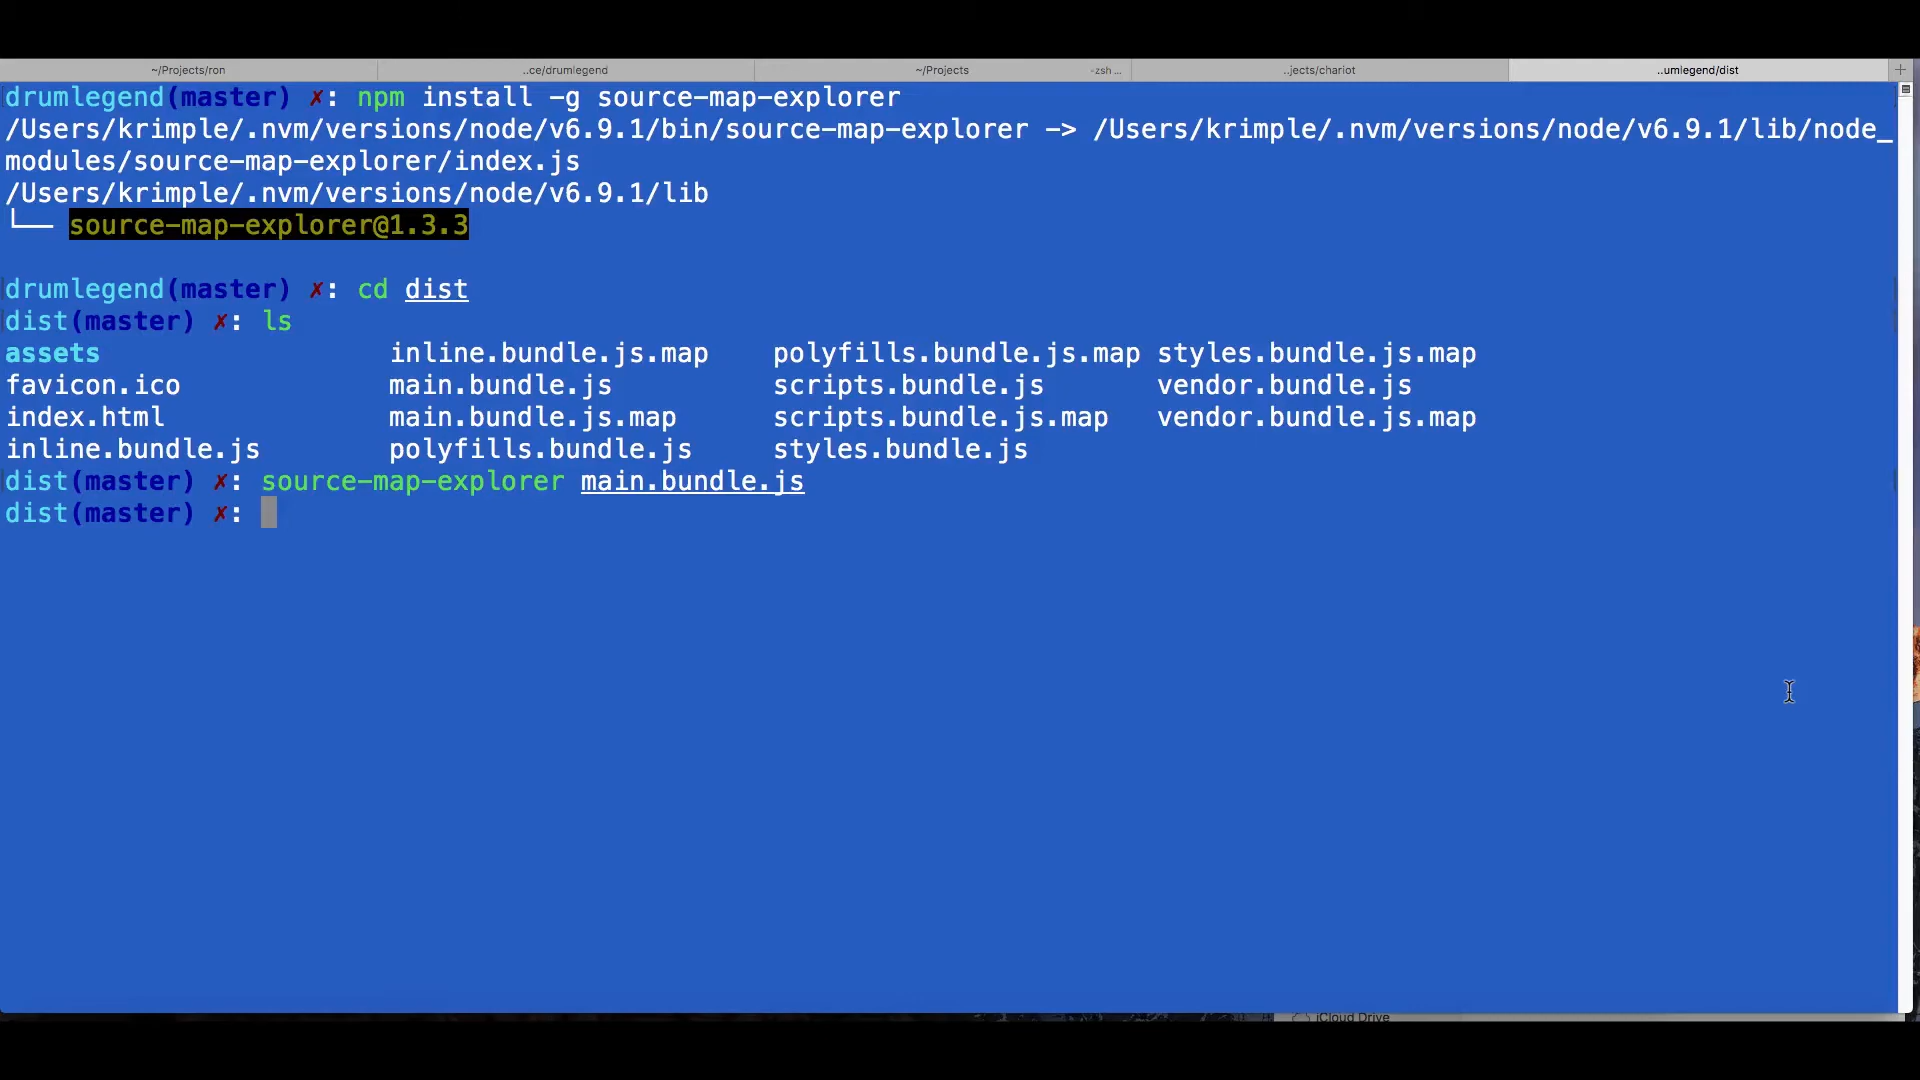 ~/Projects/ron ..ce/drumlegend ~/Projects -zsh ... ..jects/chariot ..umlegend/dist +
drumlegend(master) ✗: npm install -g source-map-explorer
/Users/krimple/.nvm/versions/node/v6.9.1/bin/source-map-explorer -> /Users/krimple/.nvm/versions/node/v6.9.1/lib/node_
modules/source-map-explorer/index.js
/Users/krimple/.nvm/versions/node/v6.9.1/lib
└── source-map-explorer@1.3.3
drumlegend(master) ✗: cd dist
dist(master) ✗: ls
assets inline.bundle.js.map polyfills.bundle.js.map styles.bundle.js.map
favicon.ico main.bundle.js scripts.bundle.js vendor.bundle.js
index.html main.bundle.js.map scripts.bundle.js.map vendor.bundle.js.map
inline.bundle.js polyfills.bundle.js styles.bundle.js
dist(master) ✗: source-map-explorer main.bundle.js
dist(master) ✗:
iCloud Drive